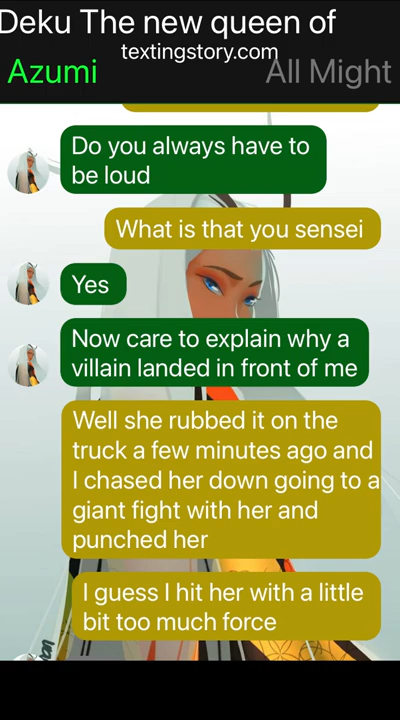 Deku The new queen of
textingstory.com
Azumi
All Might
Do you always have to
be loud
What is that you sensei
Yes
Now care to explain why a
villain landed in front of me
Well she rubbed it on the
truck a few minutes ago and
I chased her down going to a
giant fight with her and
punched her
I guess I hit her with a little
bit too much force